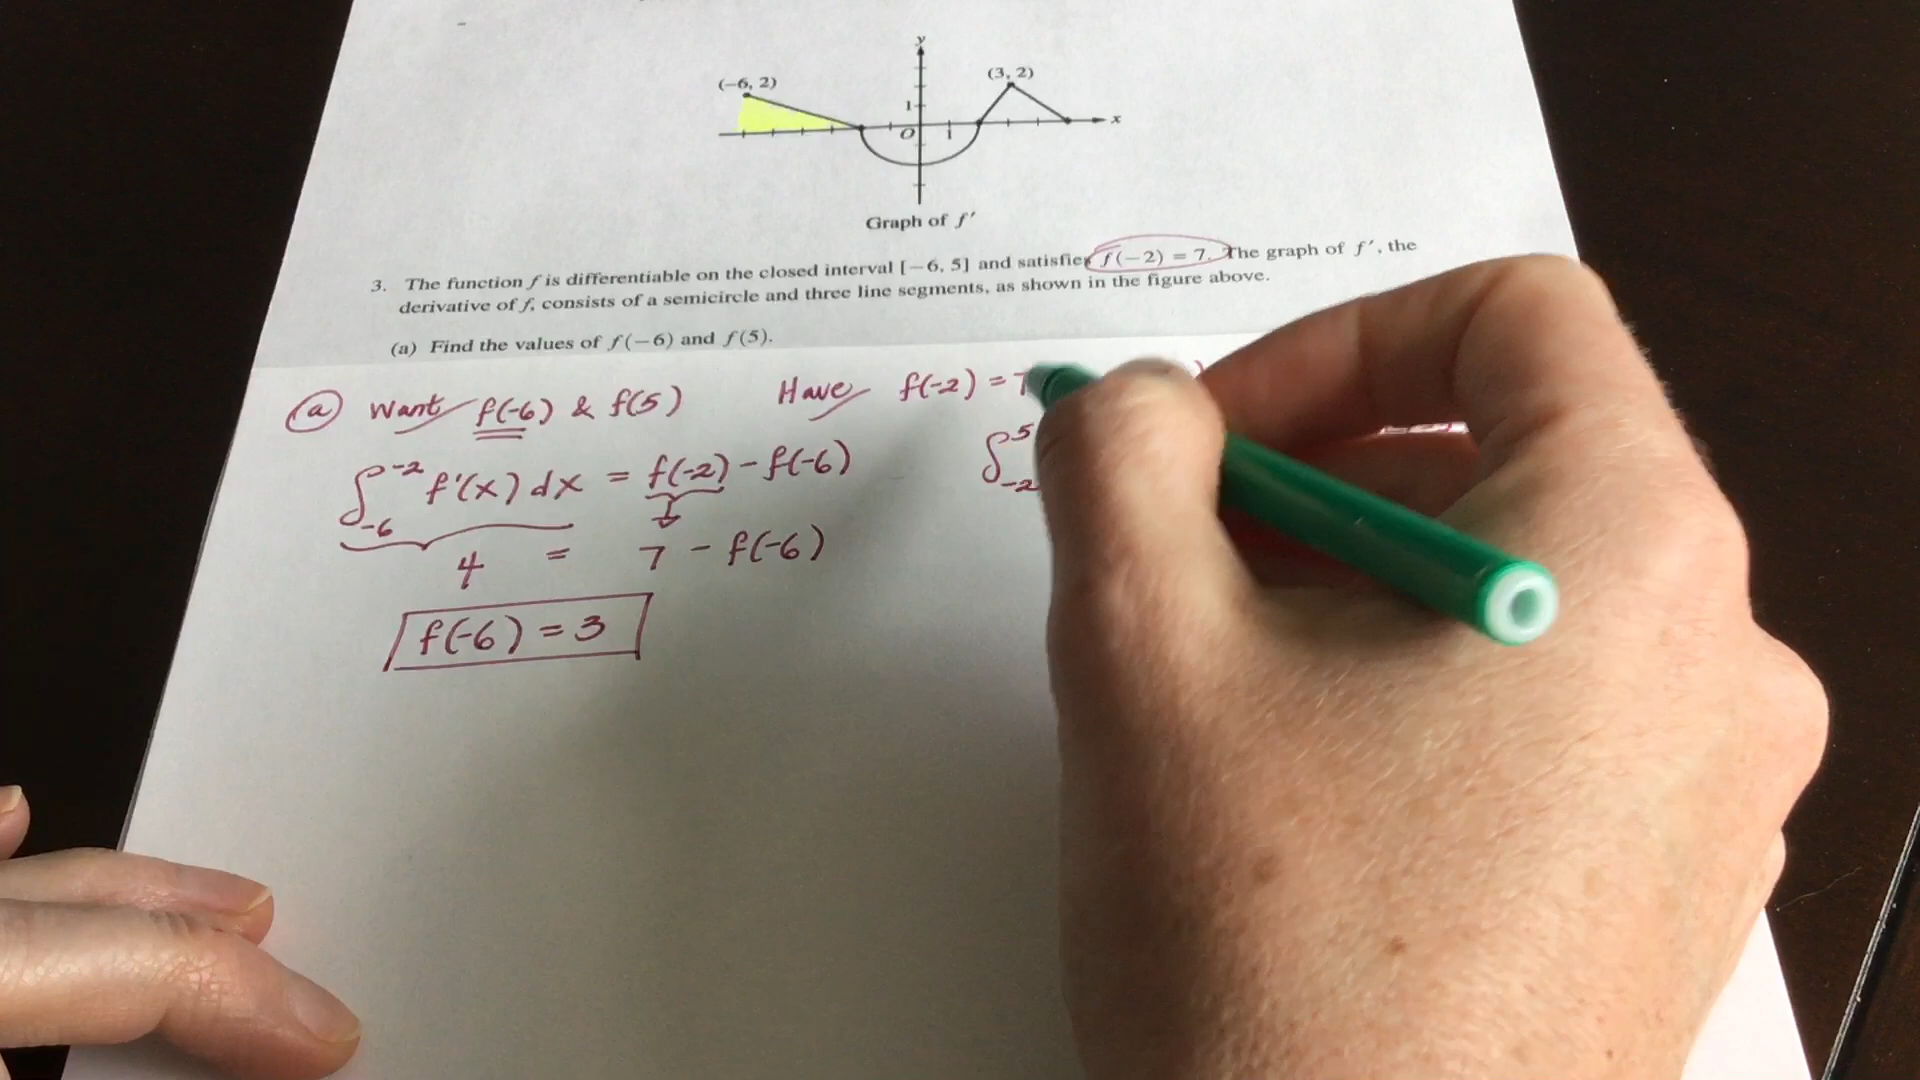 y
(−6, 2)
(3, 2)
1
O
1
x
Graph of f′
3. The function f is differentiable on the closed interval [−6, 5] and satisfies f(−2) = 7. The graph of f′, the
derivative of f, consists of a semicircle and three line segments, as shown in the figure above.
(a) Find the values of f(−6) and f(5).
(a) Want f(-6) & f(5) Have f(-2) = 7 )
∫₋₆⁻² f'(x) dx = f(-2) - f(-6)
∫₋₂⁵
4 = 7 - f(-6)
f(-6) = 3